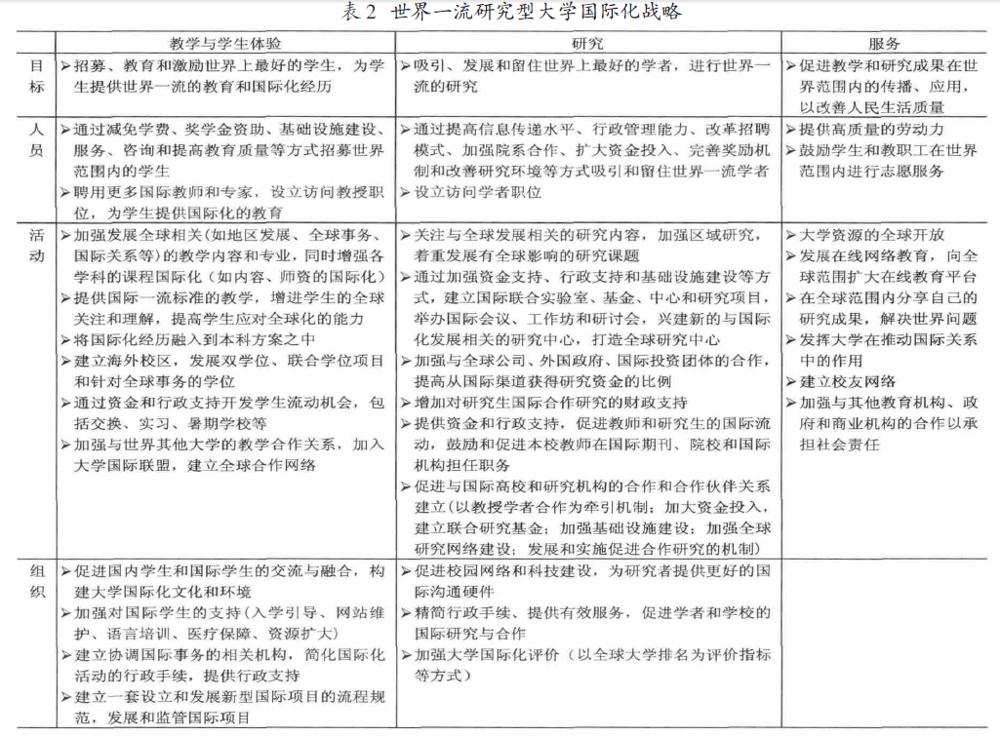 表2 世界一流研究型大学国际化战略
教学与学生体验
研究
服务
目
标
➢招募、教育和激励世界上最好的学生，为学
生提供世界一流的教育和国际化经历
➢吸引、发展和留住世界上最好的学者，进行世界一
流的研究
➢促进教学和研究成果在世
界范围内的传播、应用，
以改善人民生活质量
人
员
➢通过减免学费、奖学金资助、基础设施建设、
服务、咨询和提高教育质量等方式招募世界
范围内的学生
➢聘用更多国际教师和专家，设立访问教授职
位，为学生提供国际化的教育
➢通过提高信息传递水平、行政管理能力、改革招聘
模式、加强院系合作、扩大资金投入、完善奖励机
制和改善研究环境等方式吸引和留住世界一流学者
➢设立访问学者职位
➢提供高质量的劳动力
➢鼓励学生和教职工在世界
范围内进行志愿服务
活
动
➢加强发展全球相关(如地区发展、全球事务、
国际关系等)的教学内容和专业，同时增强各
学科的课程国际化（如内容、师资的国际化）
➢提供国际一流标准的教学，增进学生的全球
关注和理解，提高学生应对全球化的能力
➢将国际化经历融入到本科方案之中
➢建立海外校区，发展双学位、联合学位项目
和针对全球事务的学位
➢通过资金和行政支持开发学生流动机会，包
括交换、实习、暑期学校等
➢加强与世界其他大学的教学合作关系，加入
大学国际联盟，建立全球合作网络
➢关注与全球发展相关的研究内容，加强区域研究，
着重发展有全球影响的研究课题
➢通过加强资金支持、行政支持和基础设施建设等方
式，建立国际联合实验室、基金、中心和研究项目，
举办国际会议、工作坊和研讨会，兴建新的与国际
化发展相关的研究中心，打造全球研究中心
➢加强与全球公司、外国政府、国际投资团体的合作，
提高从国际渠道获得研究资金的比例
➢增加对研究生国际合作研究的财政支持
➢提供资金和行政支持，促进教师和研究生的国际流
动，鼓励和促进本校教师在国际期刊、院校和国际
机构担任职务
➢促进与国际高校和研究机构的合作和合作伙伴关系
建立(以教授学者合作为牵引机制；加大资金投入，
建立联合研究基金；加强基础设施建设；加强全球
研究网络建设；发展和实施促进合作研究的机制)
➢大学资源的全球开放
➢发展在线网络教育，向全
球范围扩大在线教育平台
➢在全球范围内分享自己的
研究成果，解决世界问题
➢发挥大学在推动国际关系
中的作用
➢建立校友网络
➢加强与其他教育机构、政
府和商业机构的合作以承
担社会责任
组
织
➢促进国内学生和国际学生的交流与融合，构
建大学国际化文化和环境
➢加强对国际学生的支持(入学引导、网站维
护、语言培训、医疗保障、资源扩大)
➢建立协调国际事务的相关机构，简化国际化
活动的行政手续，提供行政支持
➢建立一套设立和发展新型国际项目的流程规
范，发展和监管国际项目
➢促进校园网络和科技建设，为研究者提供更好的国
际沟通硬件
➢精简行政手续、提供有效服务，促进学者和学校的
国际研究与合作
➢加强大学国际化评价（以全球大学排名为评价指标
等方式）